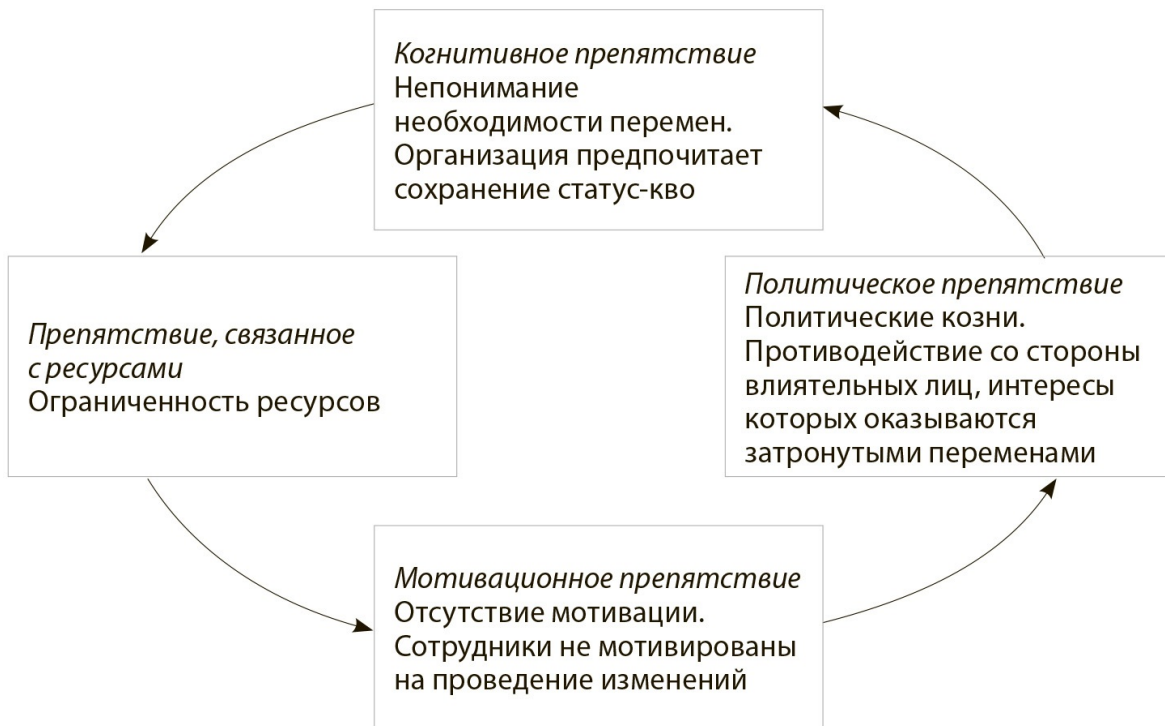 Когнитивное препятствие
Непонимание
необходимости перемен.
Организация предпочитает
сохранение статус-кво
Препятствие, связанное
с ресурсами
Ограниченность ресурсов
Политическое препятствие
Политические козни.
Противодействие со стороны
влиятельных лиц, интересы
которых оказываются
затронутыми переменами
Мотивационное препятствие
Отсутствие мотивации.
Сотрудники не мотивированы
на проведение изменений